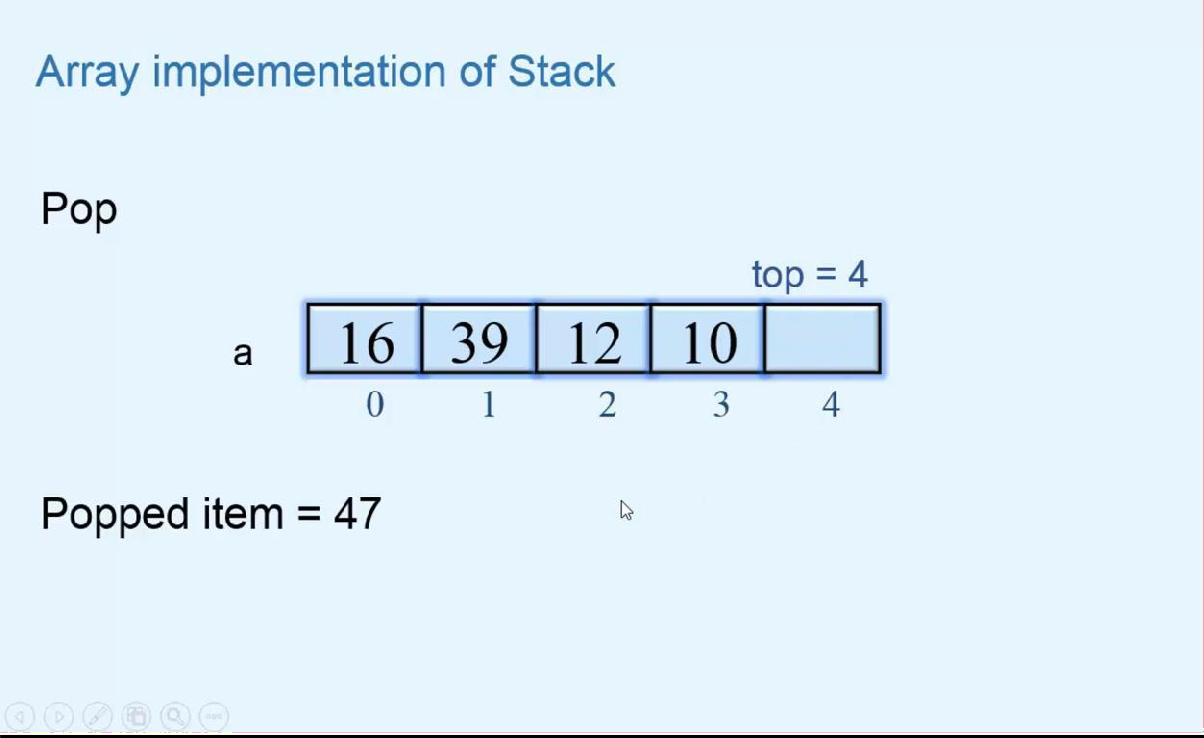 Array implementation of Stack
Pop
top = 4
a 16 39 12 10
0 1 2 3 4
Popped item = 47